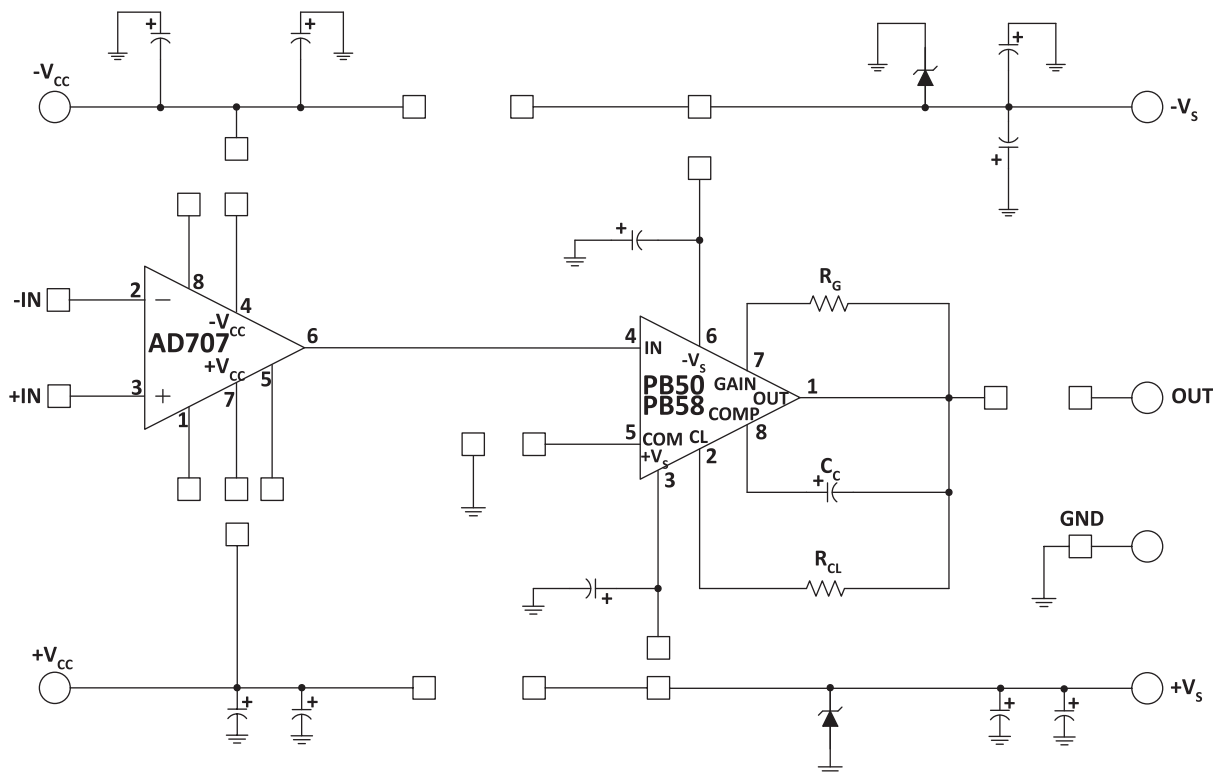 + +
+
-VCC
-VS
+
+
8
2
-IN
−
4
-VCC
AD707
6
+VCC
5
+IN
3
+
7
1
RG
6
4
IN
-VS
7
PB50
GAIN
OUT
1
OUT
PB58
COMP
5
COM
CL
8
+VS
2
3
CC
+
GND
RCL
+
+VCC
+VS
+ + + +